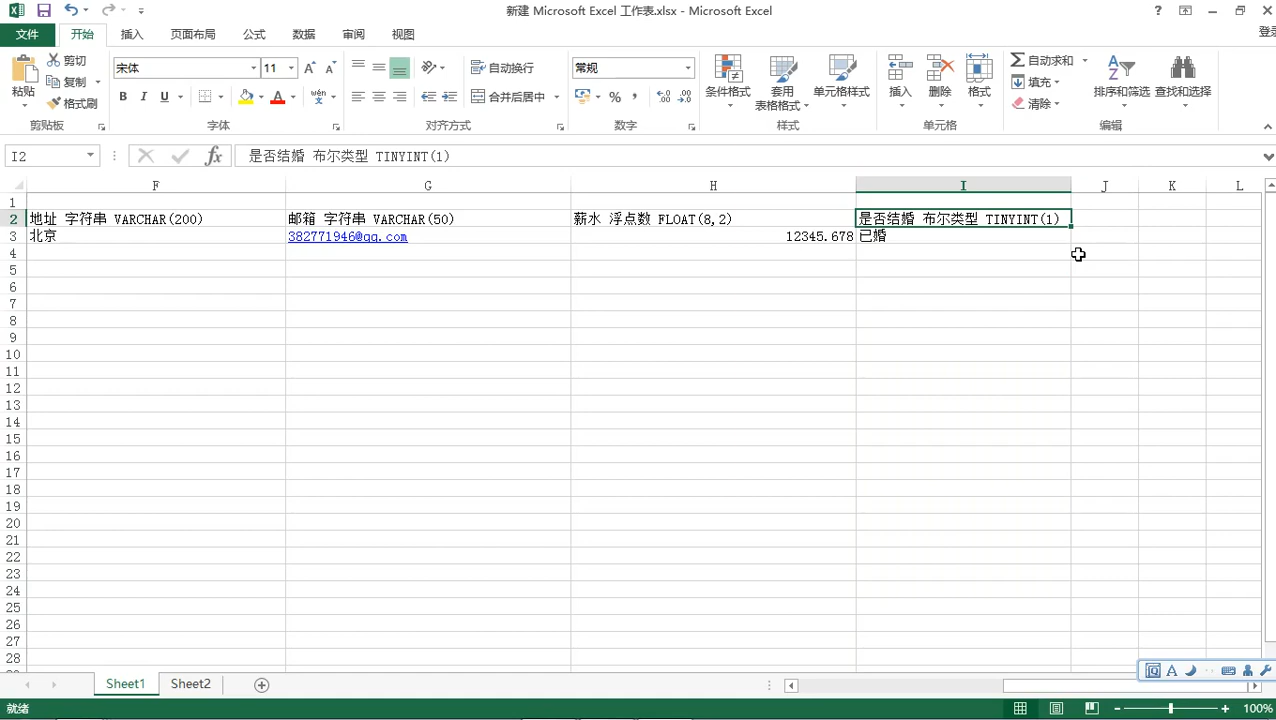 新建 Microsoft Excel 工作表.xlsx - Microsoft Excel
?
文件 开始 插入 页面布局 公式 数据 审阅 视图 登录
粘贴 剪切 复制 格式刷
宋体 11
B I U A
自动换行
合并后居中
常规
% ,
条件格式 套用表格格式 单元格样式
插入 删除 格式
自动求和
填充
清除
排序和筛选 查找和选择
剪贴板 字体 对齐方式 数字 样式 单元格 编辑
I2 fx 是否结婚 布尔类型 TINYINT(1)
F G H I J K L
1
2 地址 字符串 VARCHAR(200) 邮箱 字符串 VARCHAR(50) 薪水 浮点数 FLOAT(8,2) 是否结婚 布尔类型 TINYINT(1)
3 北京 382771946@qq.com 12345.678 已婚
4
5
6
7
8
9
10
11
12
13
14
15
16
17
18
19
20
21
22
23
24
25
26
27
28
Sheet1 Sheet2
就绪 100%